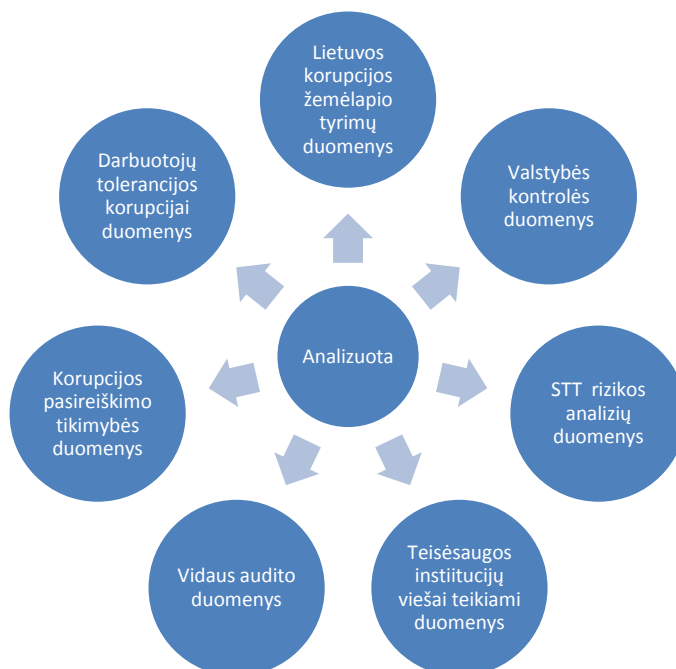 Lietuvos
korupcijos
žemėlapio
tyrimų
duomenys
Valstybės
kontrolės
duomenys
STT  rizikos
analizių
duomenys
Teisėsaugos
instiitucijų
viešai teikiami
duomenys
Vidaus audito
duomenys
Korupcijos
pasireiškimo
tikimybės
duomenys
Darbuotojų
tolerancijos
korupcijai
duomenys
Analizuota